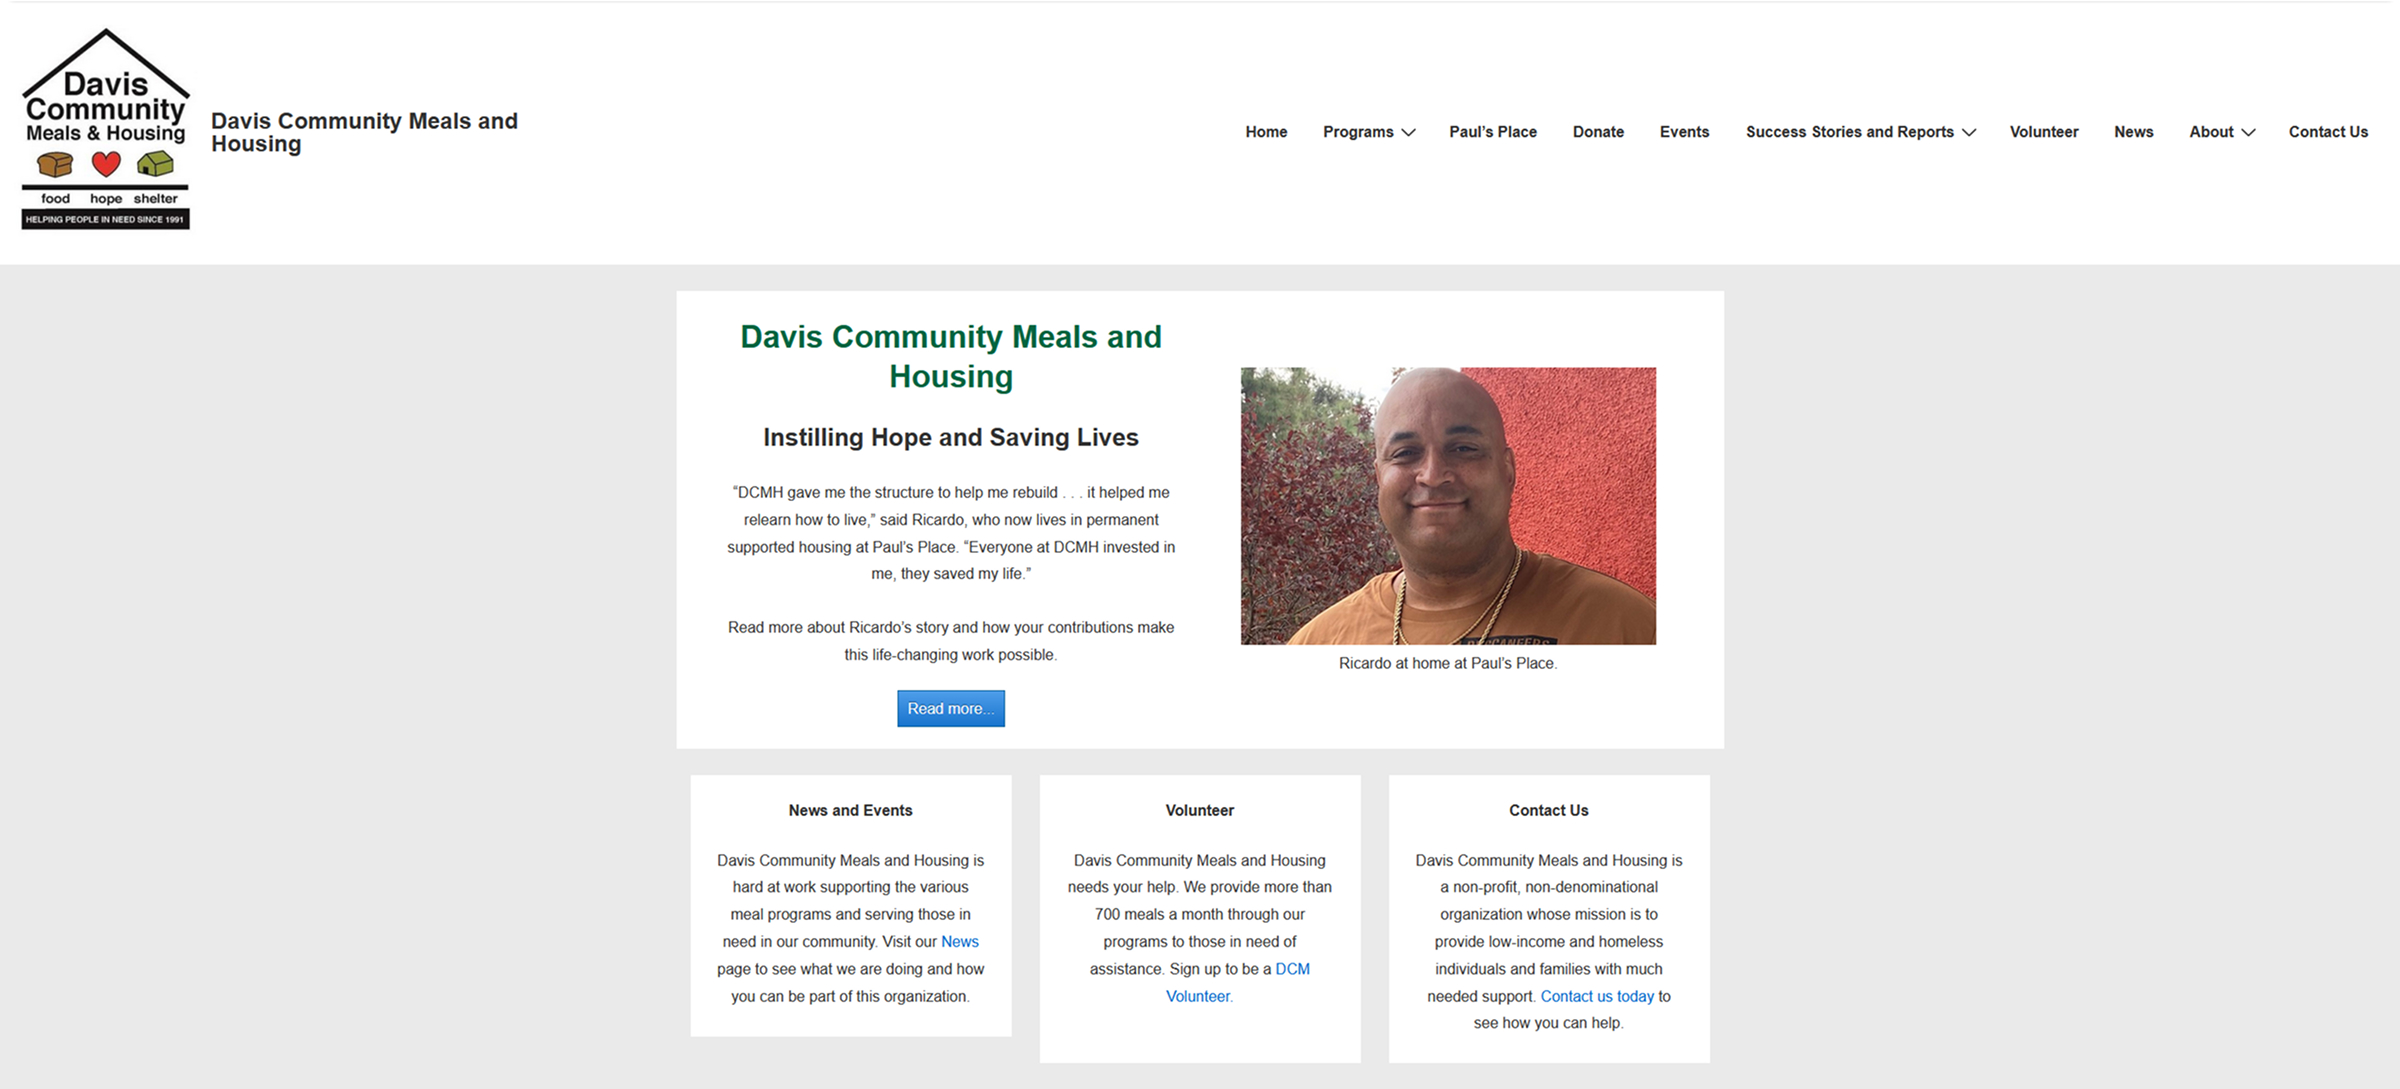 Davis
Community
Meals & Housing
food hope shelter
HELPING PEOPLE IN NEED SINCE 1991
Davis Community Meals and
Housing
Home Programs Paul's Place Donate Events Success Stories and Reports Volunteer News About Contact Us
Davis Community Meals and
Housing
Instilling Hope and Saving Lives
“DCMH gave me the structure to help me rebuild . . . it helped me
relearn how to live,” said Ricardo, who now lives in permanent
supported housing at Paul’s Place. “Everyone at DCMH invested in
me, they saved my life.”
Read more about Ricardo’s story and how your contributions make
this life-changing work possible.
Read more...
BUCCANEERS
Ricardo at home at Paul’s Place.
News and Events
Davis Community Meals and Housing is
hard at work supporting the various
meal programs and serving those in
need in our community. Visit our News
page to see what we are doing and how
you can be part of this organization.
Volunteer
Davis Community Meals and Housing
needs your help. We provide more than
700 meals a month through our
programs to those in need of
assistance. Sign up to be a DCM
Volunteer.
Contact Us
Davis Community Meals and Housing is
a non-profit, non-denominational
organization whose mission is to
provide low-income and homeless
individuals and families with much
needed support. Contact us today to
see how you can help.